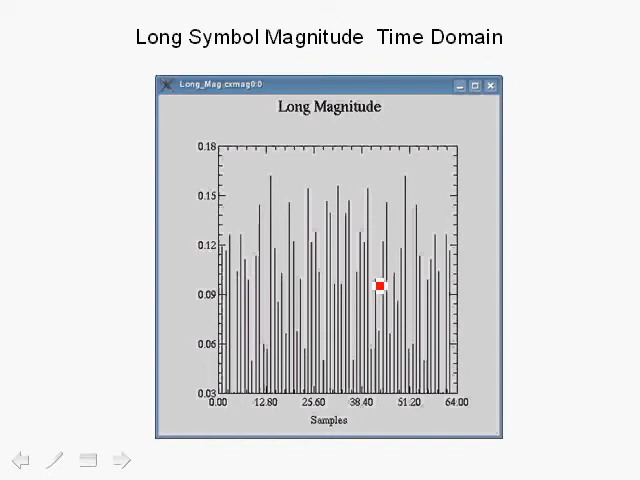 Long Symbol Magnitude Time Domain
Long_Mag.cxmag0:0
Long Magnitude
0.18
0.15
0.12
0.09
0.06
0.03
0.00 12.80 25.60 38.40 51.20 64.00
Samples